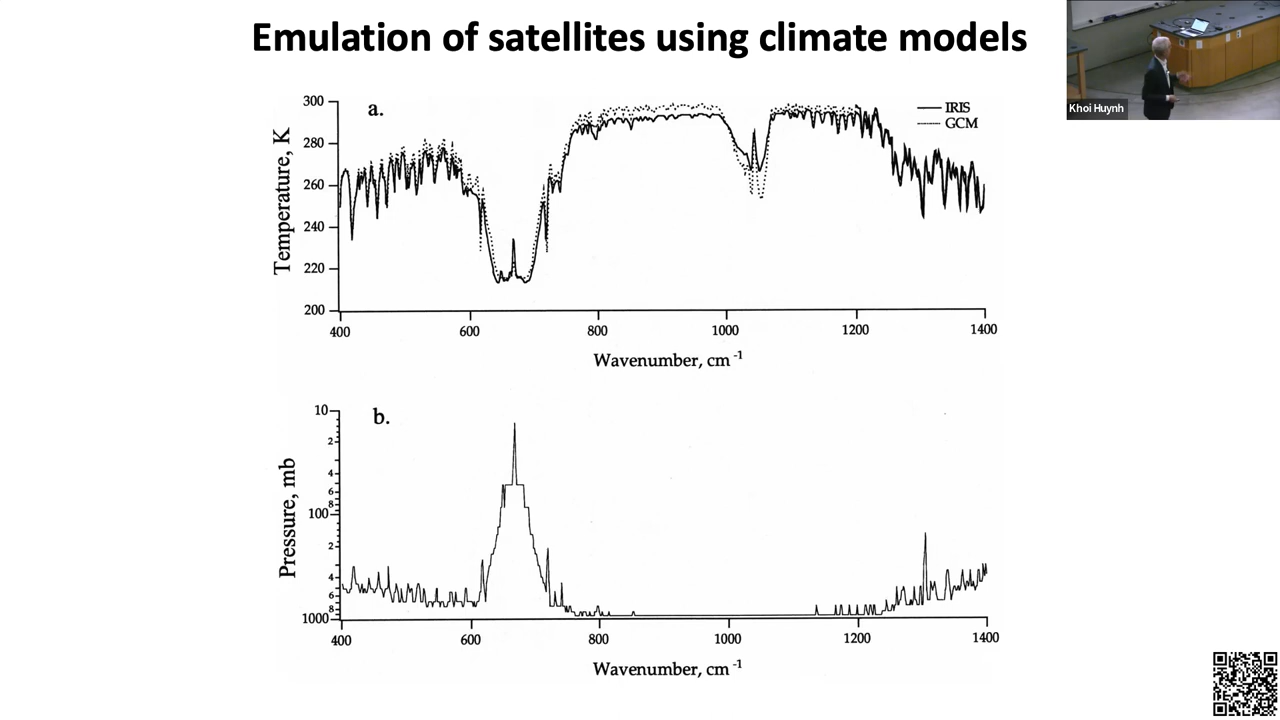 Emulation of satellites using climate models
Khoi Huynh
a.
IRIS
GCM
300
280
260
240
220
200
Temperature, K
400
600
800
1000
1200
1400
Wavenumber, cm -1
b.
10
2
4
6
8
100
2
4
6
8
1000
Pressure, mb
400
600
800
1000
1200
1400
Wavenumber, cm -1